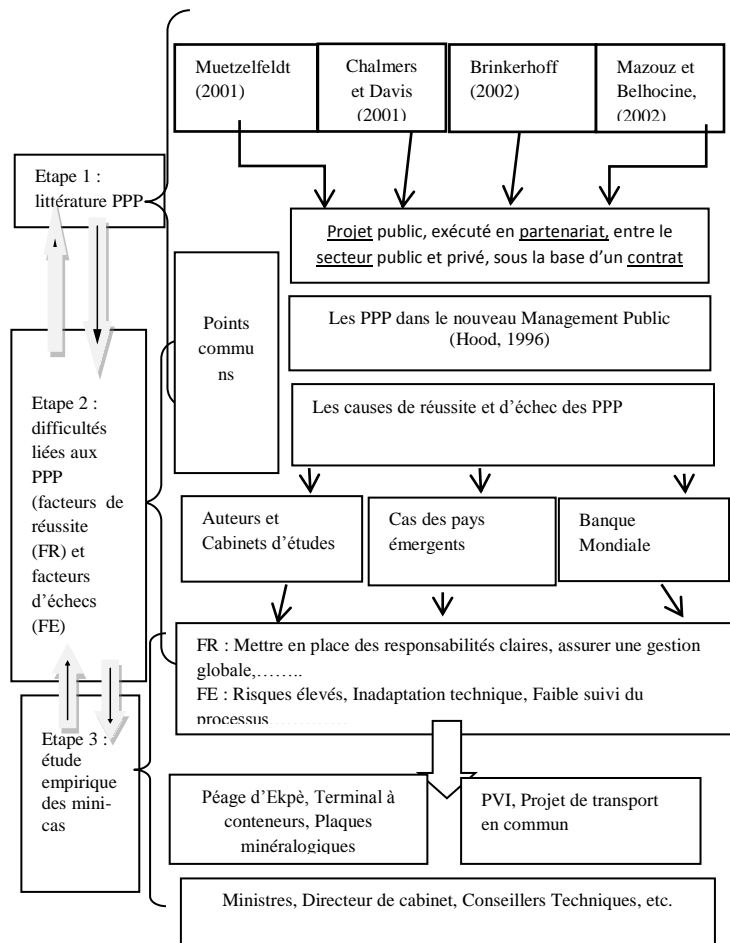 Muetzelfeldt
(2001)
Chalmers
et Davis
(2001)
Brinkerhoff
(2002)
Mazouz et
Belhocine,
(2002)
Etape 1 :
littérature PPP
Projet public, exécuté en partenariat, entre le
secteur public et privé, sous la base d’un contrat
Points
commu
ns
Les PPP dans le nouveau Management Public
(Hood, 1996)
Etape 2 :
difficultés
liées aux
PPP
(facteurs de
réussite
(FR) et
facteurs
d’échecs
(FE)
Les causes de réussite et d’échec des PPP
Auteurs et
Cabinets d’études
Cas des pays
émergents
Banque
Mondiale
FR : Mettre en place des responsabilités claires, assurer une gestion
globale,……..
FE : Risques élevés, Inadaptation technique, Faible suivi du
processus…………
Etape 3 :
étude
empirique
des mini-
cas
Péage d’Ekpè, Terminal à
conteneurs, Plaques
minéralogiques
PVI, Projet de transport
en commun
Ministres, Directeur de cabinet, Conseillers Techniques, etc.